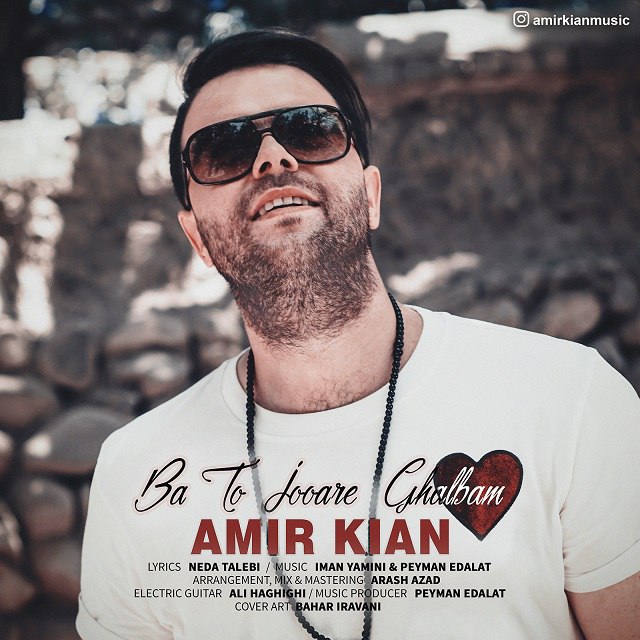 amirkianmusic
Ba To Jooare Ghalbam
AMIR KIAN
LYRICS NEDA TALEBI / MUSIC IMAN YAMINI & PEYMAN EDALAT
ARRANGEMENT, MIX & MASTERING ARASH AZAD
ELECTRIC GUITAR ALI HAGHIGHI / MUSIC PRODUCER PEYMAN EDALAT
COVER ART BAHAR IRAVANI